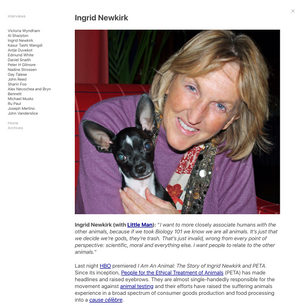 Ingrid Newkirk
interviews
Victoria Wyndham
Al Sharpton
Ingrid Newkirk
Kasur Tashi Wangdi
Antje Duvekot
Edmund White
Daniel Snadh
Peter H Gilmore
Nadine Strossen
Gay Talese
John Reed
Sharin Foo
Alex Necochea and Bryn
Bennett
Michael Musto
Ru Paul
Joseph Merlino
John Vanderslice
Home
Archives
Ingrid Newkirk (with Little Man): "I want to more closely associate humans with the
other animals, because if we took Biology 101 we know we are all animals. It's just that
we decide we're gods, they're trash. That's just invalid, wrong from every point of
perspective: scientific, moral and everything else. I want people to relate to the other
animals."
Last night HBO premiered I Am An Animal: The Story of Ingrid Newkirk and PETA.
Since its inception, People for the Ethical Treatment of Animals (PETA) has made
headlines and raised eyebrows. They are almost single-handedly responsible for the
movement against animal testing and their efforts have raised the suffering animals
experience in a broad spectrum of consumer goods production and food processing
into a cause célèbre.